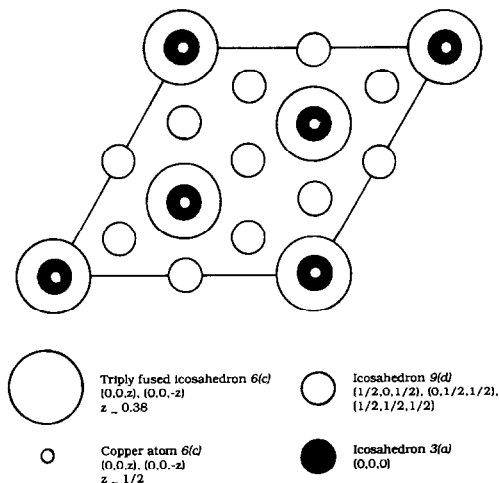 Triply fused icosahedron 6(c)
(0,0,z), (0,0,-z)
z ~ 0.38
Copper atom 6(c)
(0,0,z), (0,0,-z)
z ~ 1/2
Icosahedron 9(d)
(1/2,0,1/2), (0,1/2,1/2),
(1/2,1/2,1/2)
Icosahedron 3(a)
(0,0,0)